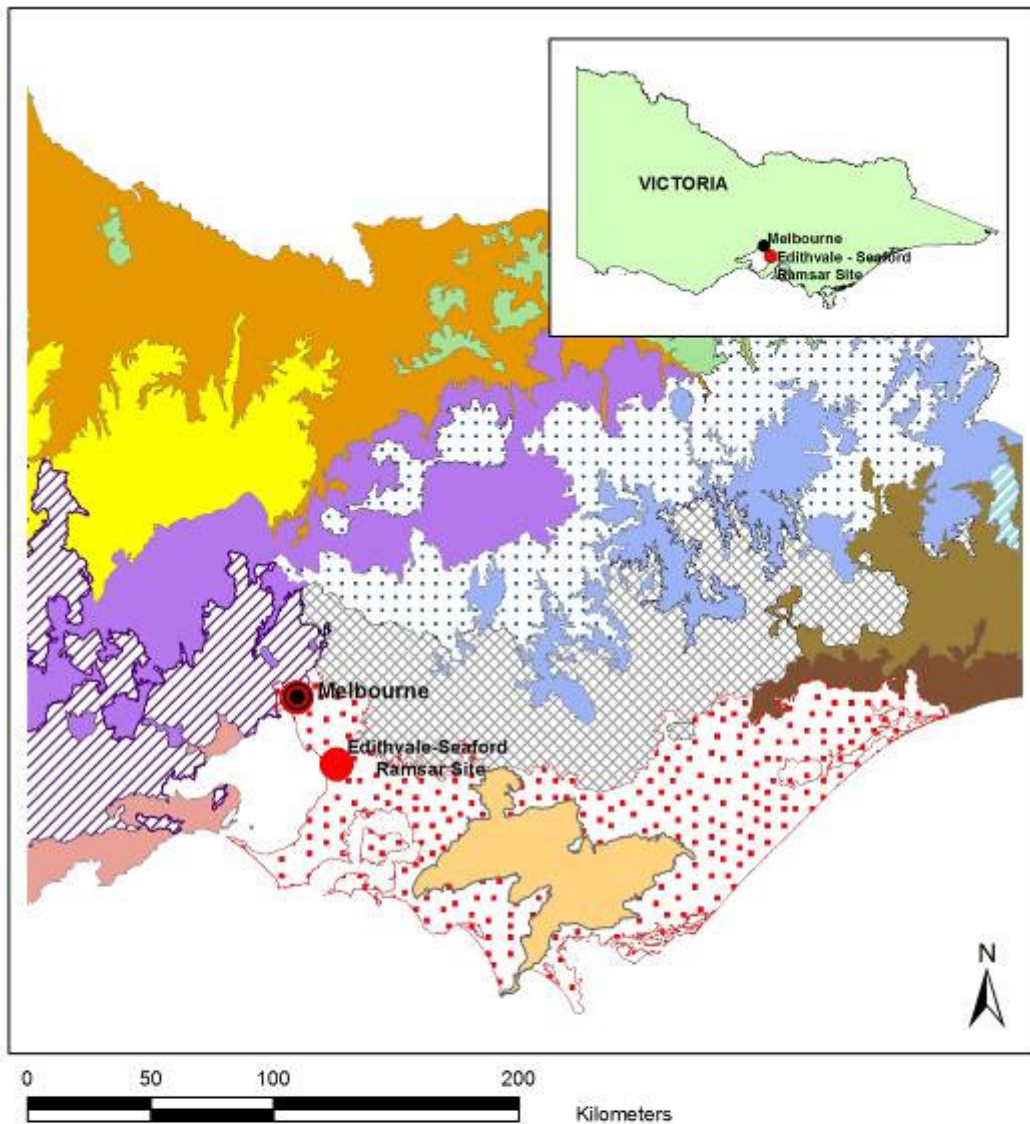 VICTORIA
Melbourne
Edithvale - Seaford
Ramsar Site
Melbourne
Edithvale-Seaford
Ramsar Site
N
0 50 100 200
Kilometers